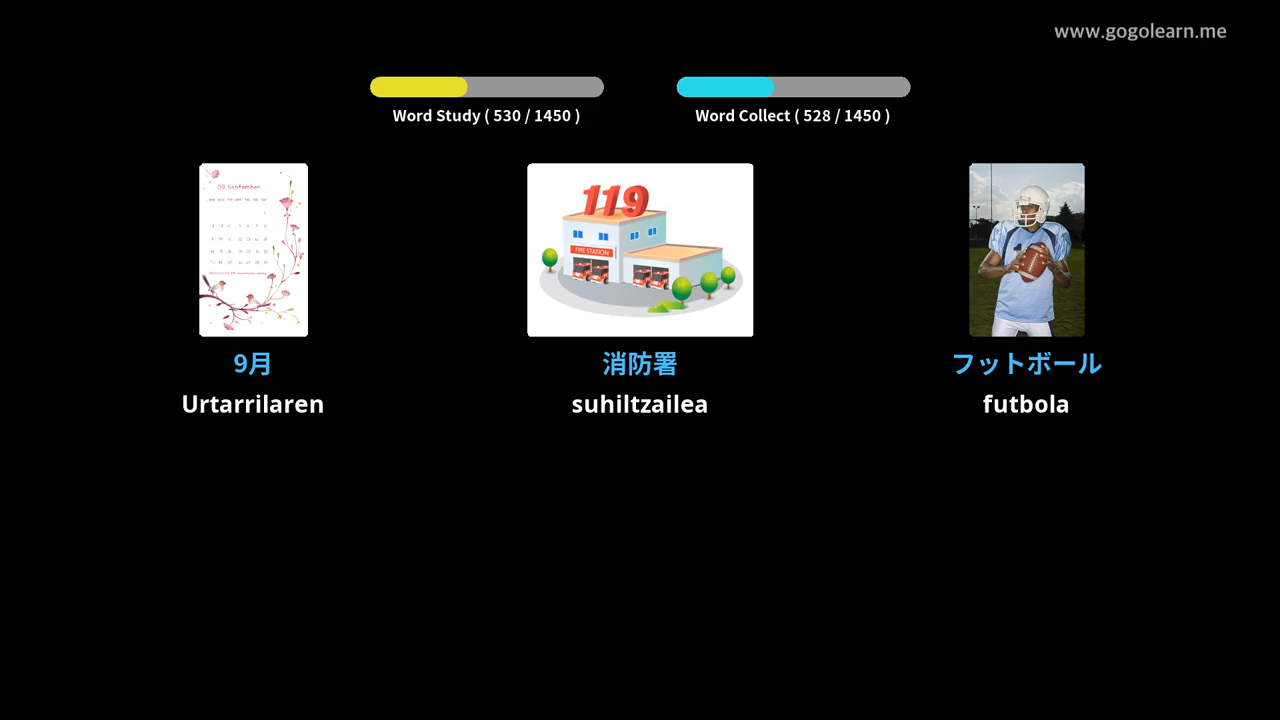 www.gogolearn.me
Word Study ( 530 / 1450 )
Word Collect ( 528 / 1450 )
09.September
119
FIRE STATION
9月
消防署
フットボール
Urtarrilaren
suhiltzailea
futbola